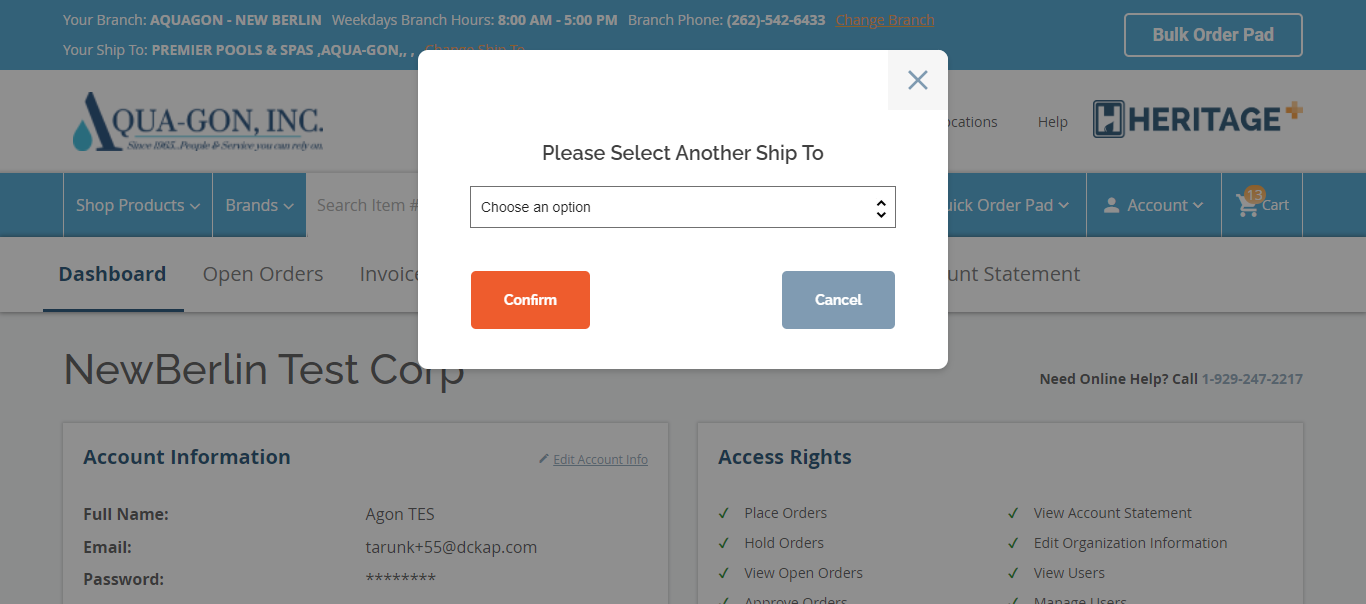 Your Branch: AQUAGON - NEW BERLIN Weekdays Branch Hours: 8:00 AM - 5:00 PM Branch Phone: (262)-542-6433 Change Branch
Bulk Order Pad
Your Ship To: PREMIER POOLS & SPAS ,AQUA-GON,, , Change Ship To
AQUA-GON, INC.
Since 1965...People & Service you can rely on.
Help
HERITAGE+
Please Select Another Ship To
Choose an option
Confirm
Cancel
Shop Products
Brands
Search Item #
Order Pad
Account
13
Cart
Dashboard
Open Orders
Statement
NewBerlin Test Corp
Need Online Help? Call 1-929-247-2217
Account Information
Edit Account Info
Full Name: Agon TES
Email: tarunk+55@dckap.com
Password: ********
Access Rights
Place Orders
View Account Statement
Hold Orders
Edit Organization Information
View Open Orders
View Users
Approve Orders
Manage Users